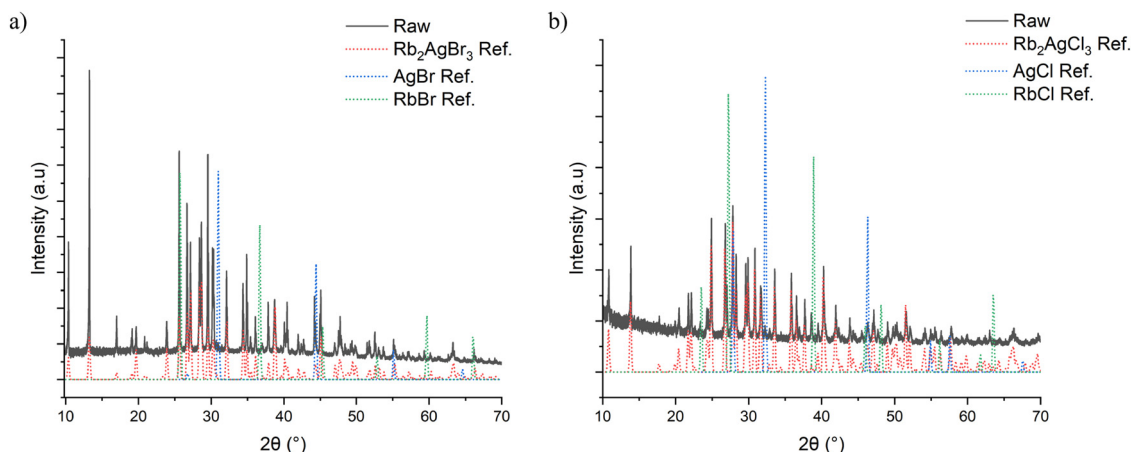 a)
Raw
Rb₂AgBr₃ Ref.
AgBr Ref.
RbBr Ref.
Intensity (a.u)
10 20 30 40 50 60 70
2θ (°)
b)
Raw
Rb₂AgCl₃ Ref.
AgCl Ref.
RbCl Ref.
Intensity (a.u)
10 20 30 40 50 60 70
2θ (°)